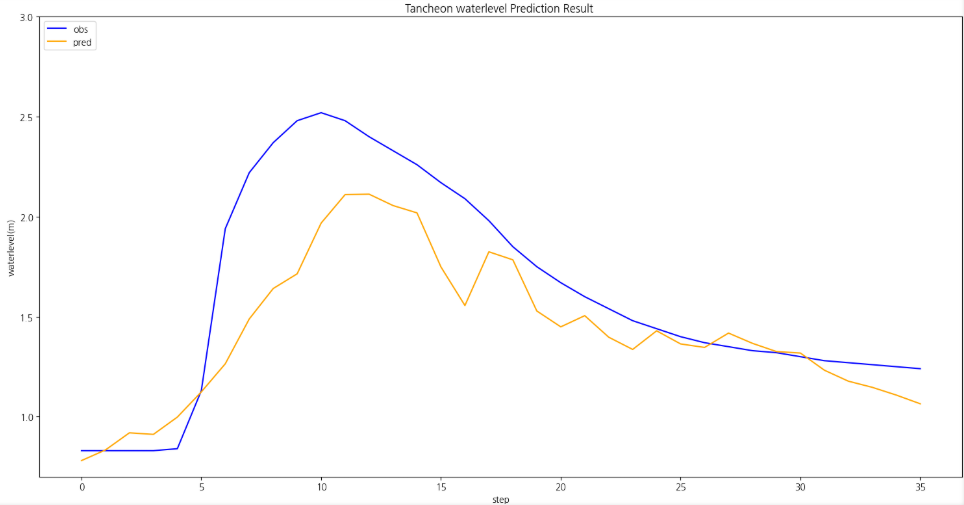 Tancheon waterlevel Prediction Result
obs
pred
3.0
2.5
2.0
1.5
1.0
waterlevel(m)
0 5 10 15 20 25 30 35
step